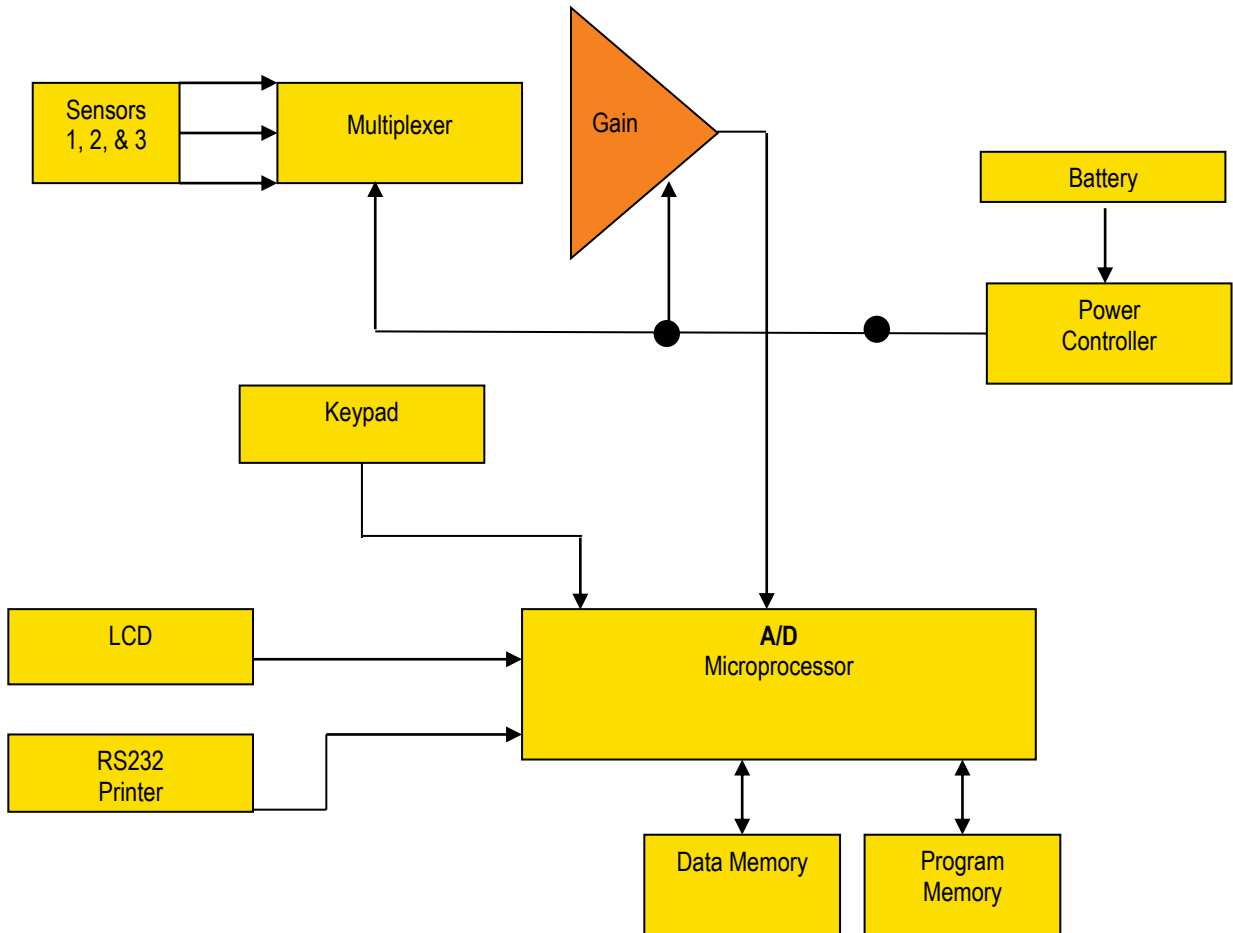 Sensors
1, 2, & 3
Multiplexer
Gain
Battery
Power
Controller
Keypad
LCD
A/D
Microprocessor
RS232
Printer
Data Memory
Program
Memory